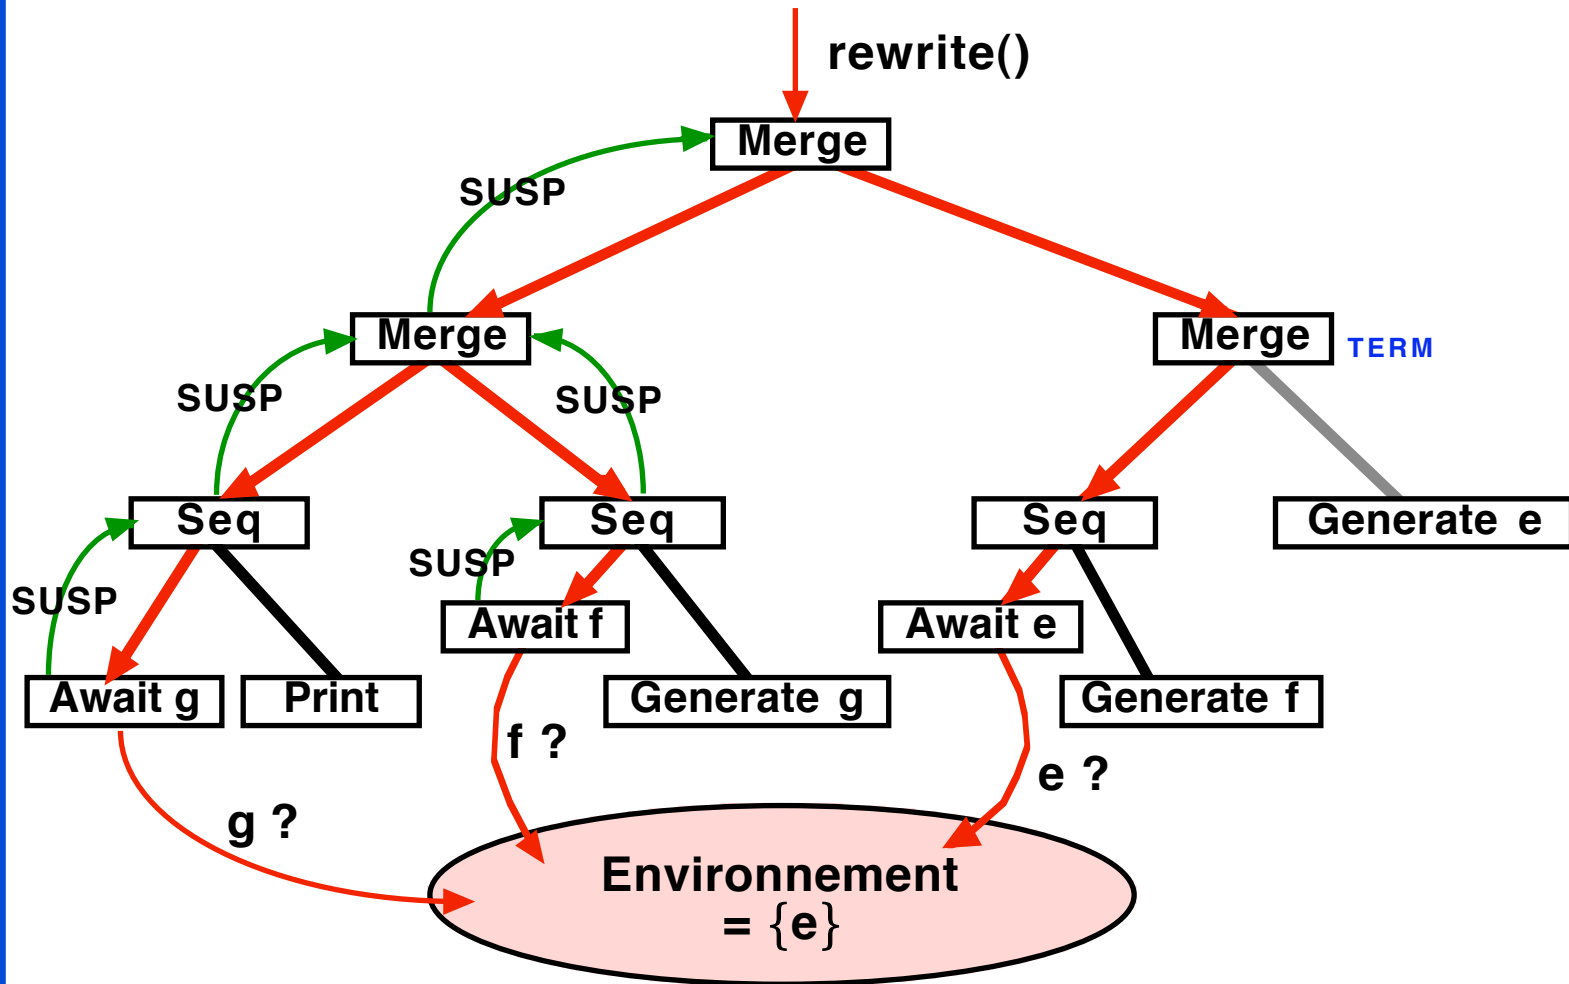 rewrite()
Merge
SUSP
Merge
Merge
TERM
SUSP
SUSP
Seq
Seq
Seq
Generate e
SUSP
SUSP
Await f
Await e
Await g
Print
Generate g
Generate f
f ?
e ?
g ?
Environnement
= {e}